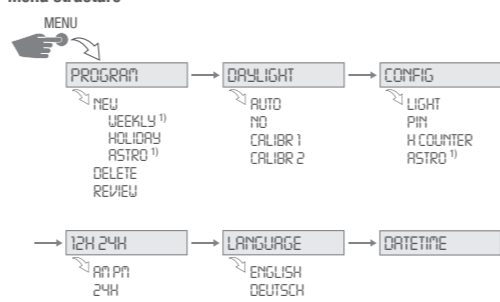 Menu structure
MENU
PROGRAM
NEW
WEEKLY 1)
HOLIDAY
ASTRO 1)
DELETE
REVIEW
DAYLIGHT
AUTO
NO
CALIBR 1
CALIBR 2
CONFIG
LIGHT
PIN
H COUNTER
ASTRO 1)
12H 24H
AM PM
24H
LANGUAGE
ENGLISH
DEUTSCH
DATETIME